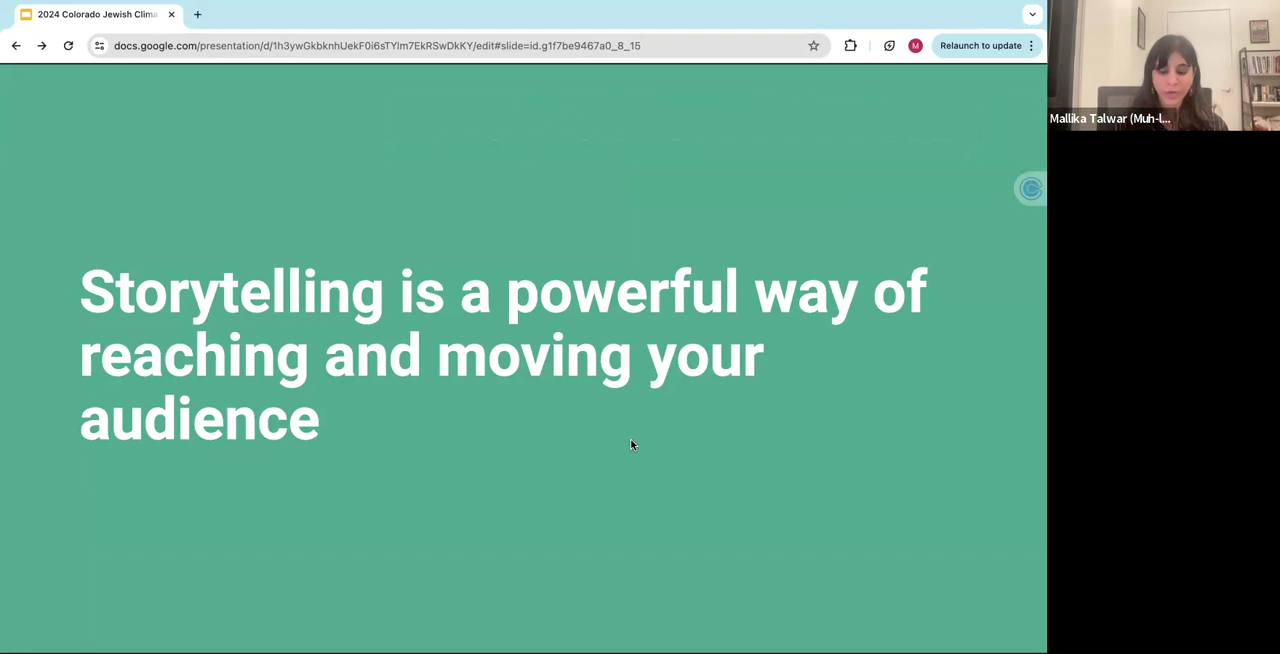 2024 Colorado Jewish Clima
docs.google.com/presentation/d/1h3ywGkbknhUekF0i6sTYlm7EkRSwDkKY/edit#slide=id.g1f7be9467a0_8_15
M
Relaunch to update
Mallika Talwar (Muh-l...
Storytelling is a powerful way of
reaching and moving your
audience